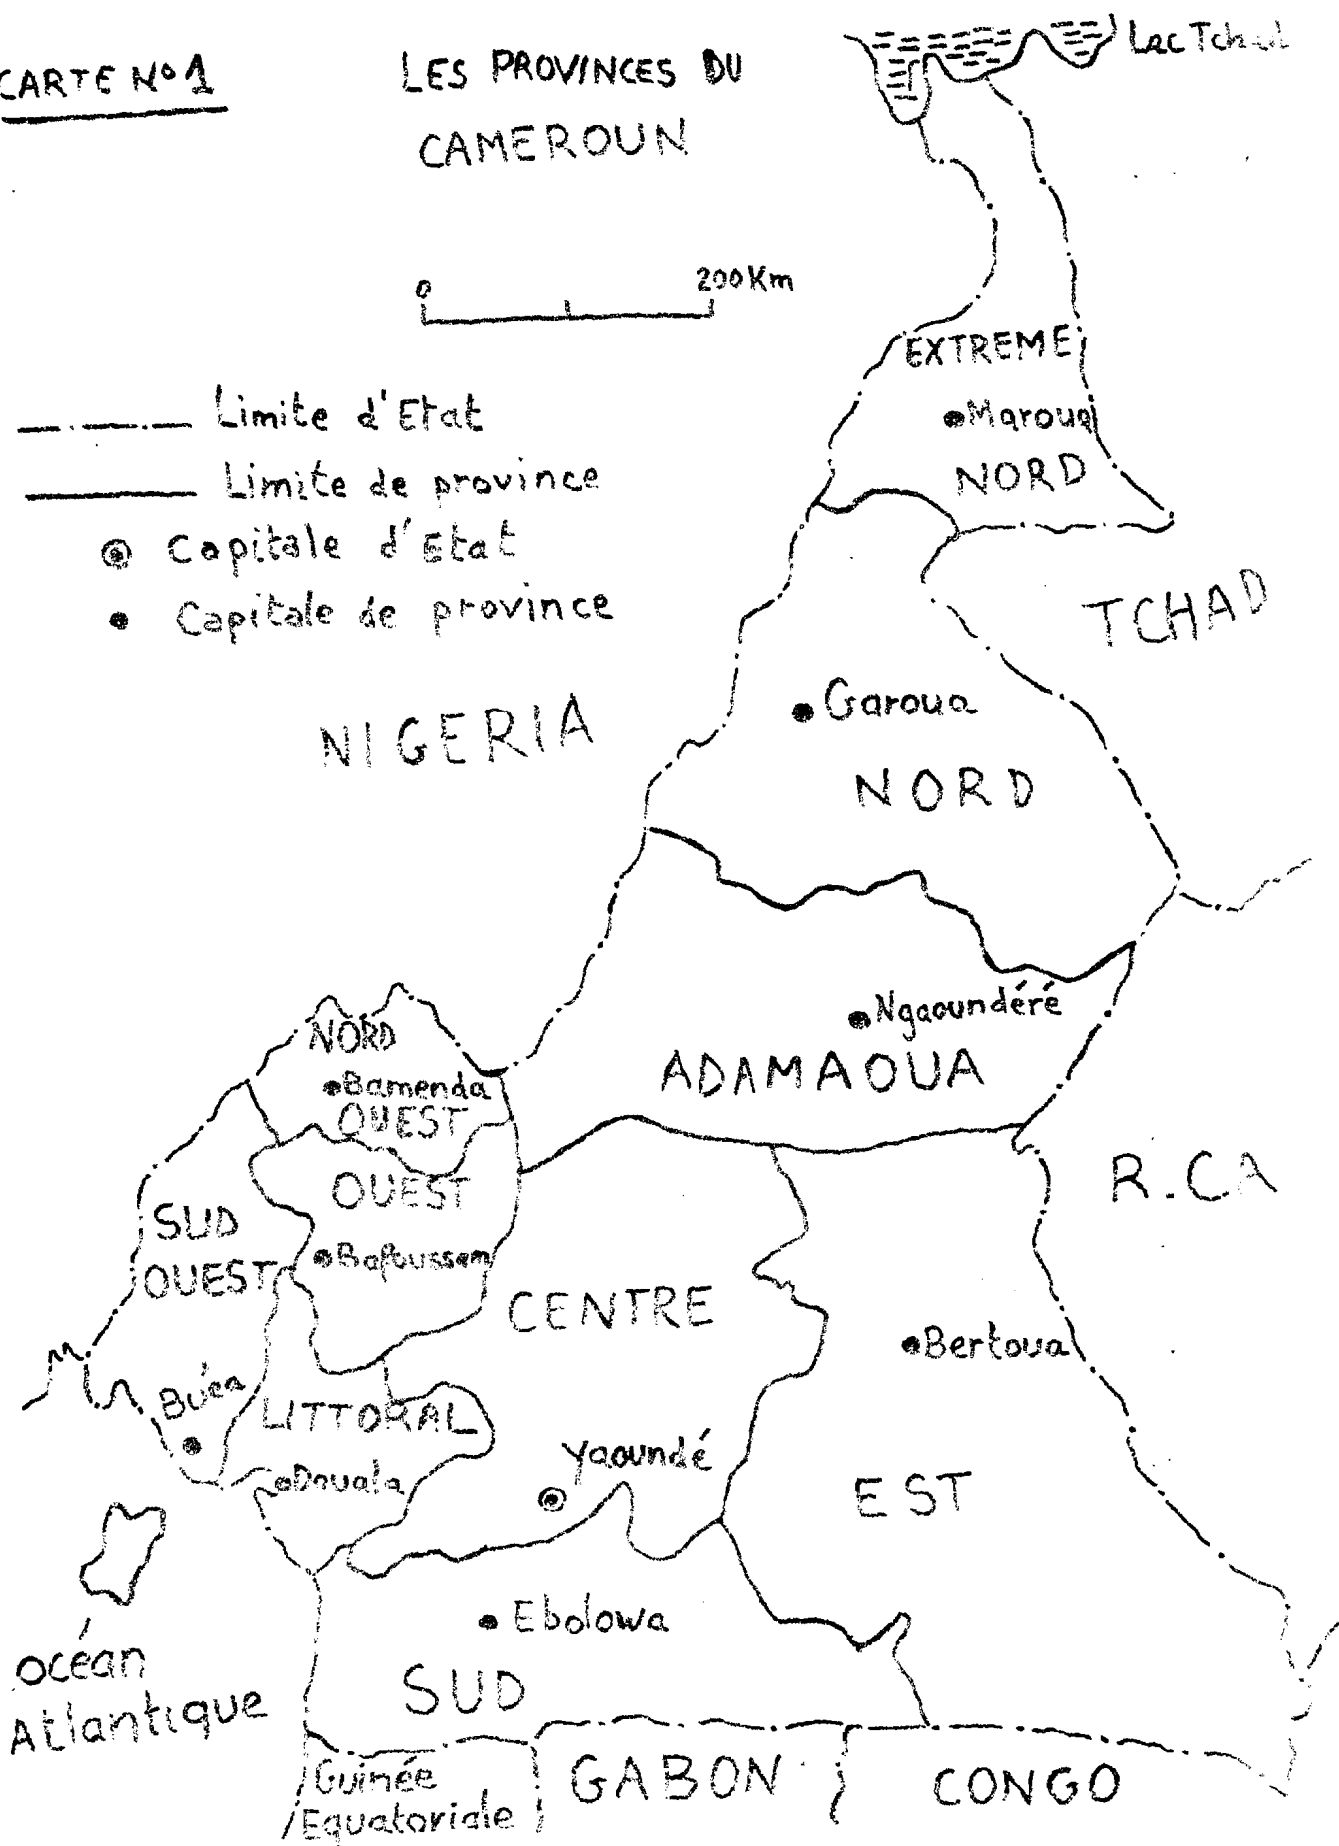 CARTE N° 1
LES PROVINCES DU
CAMEROUN
Lac Tchad
0
200 Km
Limite d'Etat
Limite de province
Capitale d'Etat
Capitale de province
EXTREME
Maroua
NORD
TCHAD
NIGERIA
Garoua
NORD
Ngaoundéré
ADAMAOUA
NORD
Bamenda
OUEST
OUEST
Bafoussam
SUD
OUEST
R.CA
CENTRE
Bertoua
Buéa
LITTORAL
Douala
Yaoundé
EST
Ebolowa
SUD
océan
Atlantique
Guinée
Equatoriale
GABON
CONGO